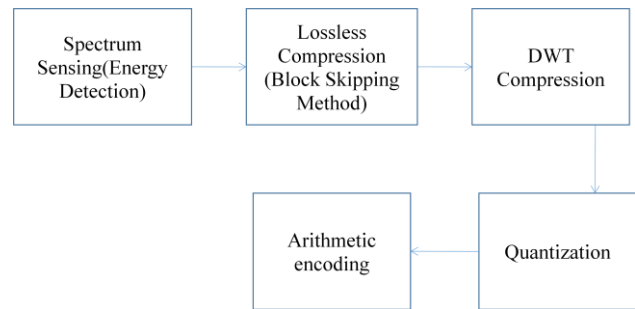 Spectrum
Sensing(Energy
Detection)
Lossless
Compression
(Block Skipping
Method)
DWT
Compression
Arithmetic
encoding
Quantization